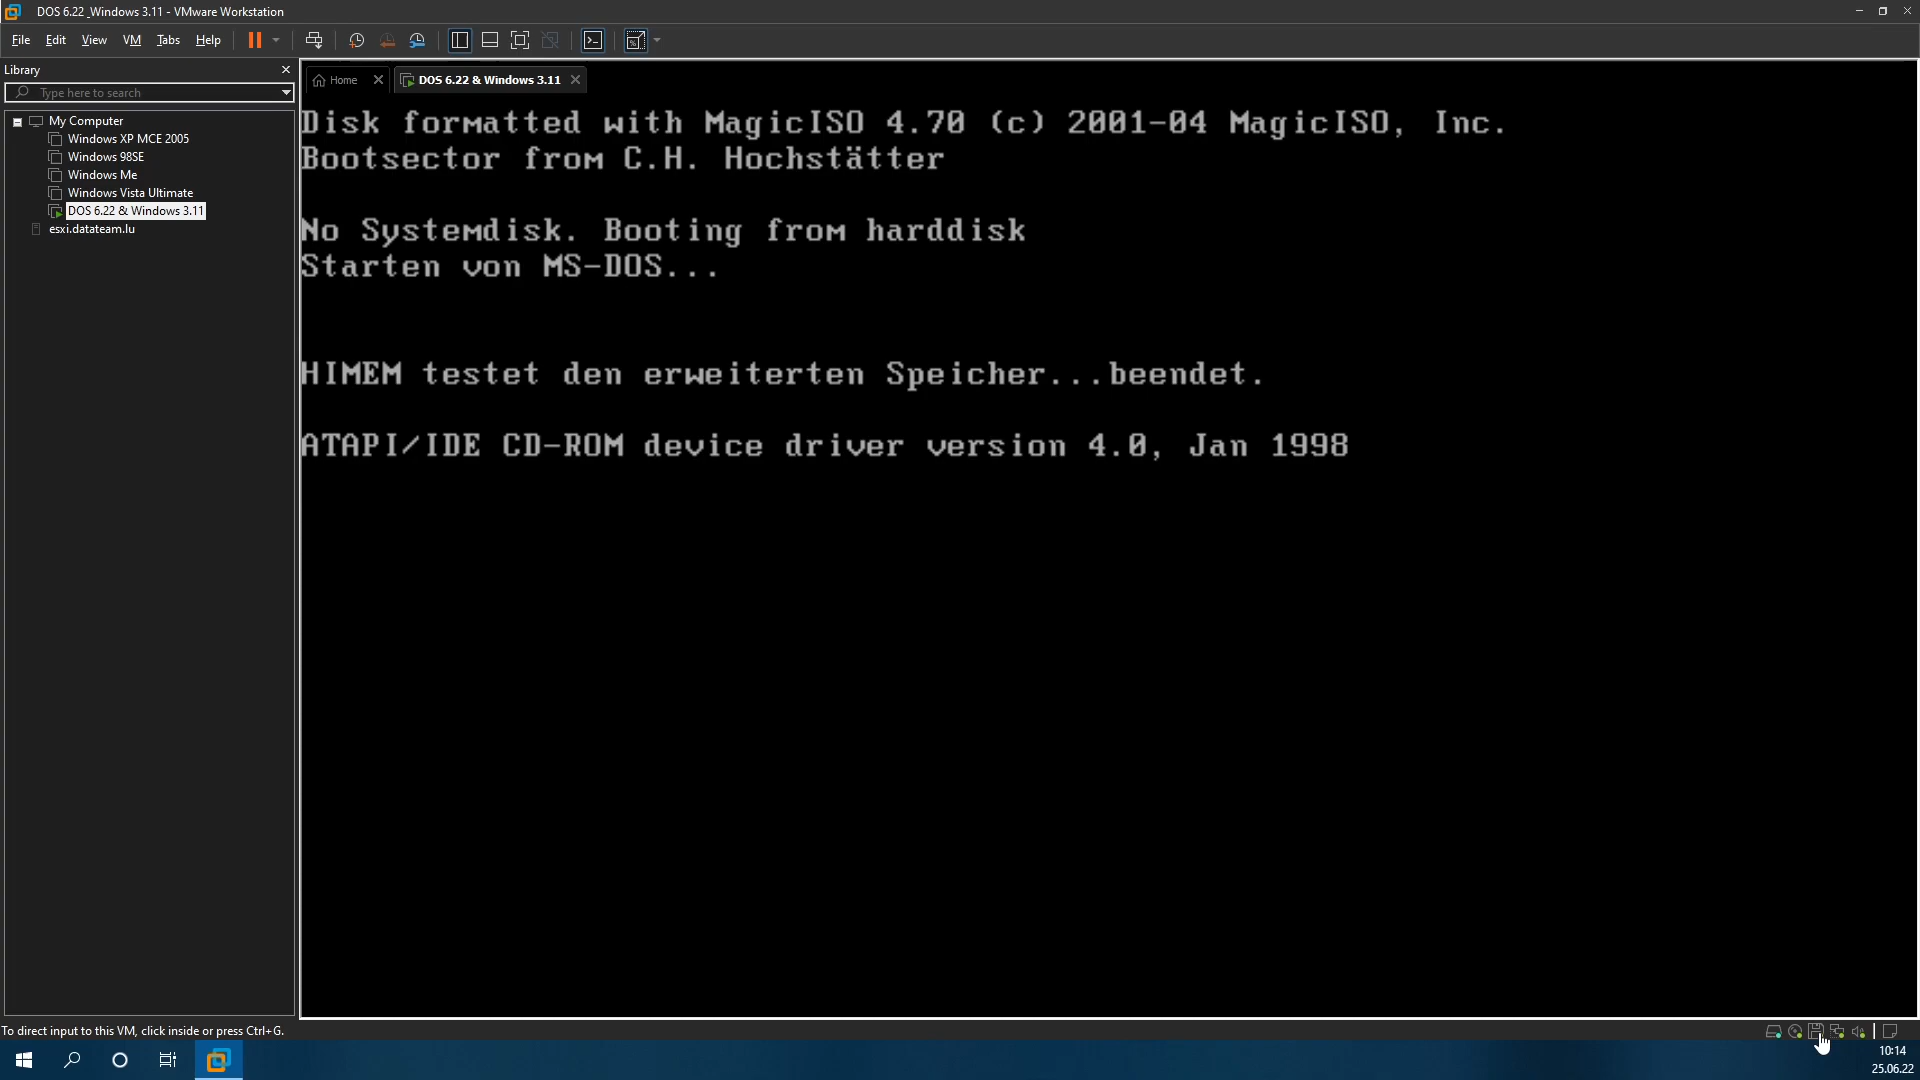 DOS 6.22_Windows 3.11 - VMware Workstation
File Edit View VM Tabs Help
Library
Type here to search
My Computer
Windows XP MCE 2005
Windows 98SE
Windows Me
Windows Vista Ultimate
DOS 6.22 & Windows 3.11
esxi.datateam.lu
Home
DOS 6.22 & Windows 3.11
Disk formatted with MagicISO 4.70 (c) 2001-04 MagicISO, Inc.
Bootsector from C.H. Hochstätter
No Systemdisk. Booting from harddisk
Starten von MS-DOS...
HIMEM testet den erweiterten Speicher...beendet.
ATAPI/IDE CD-ROM device driver version 4.0, Jan 1998
To direct input to this VM, click inside or press Ctrl+G.
10:14
25.06.22